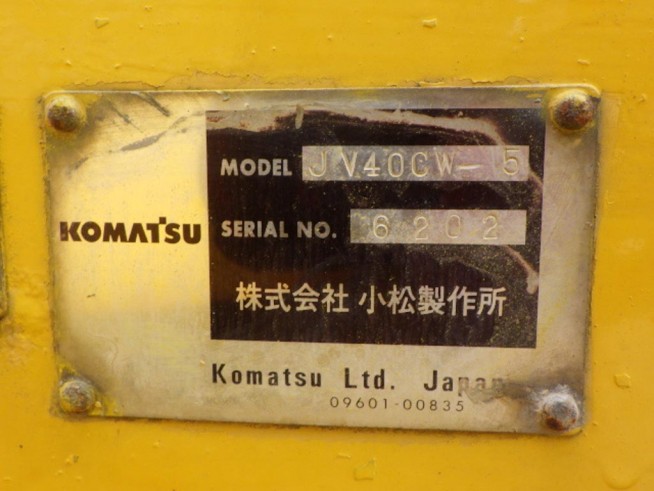 MODEL JV40CW-5
KOMATSU SERIAL NO. 6202
株式会社 小松製作所
Komatsu Ltd. Japan
09601-00835